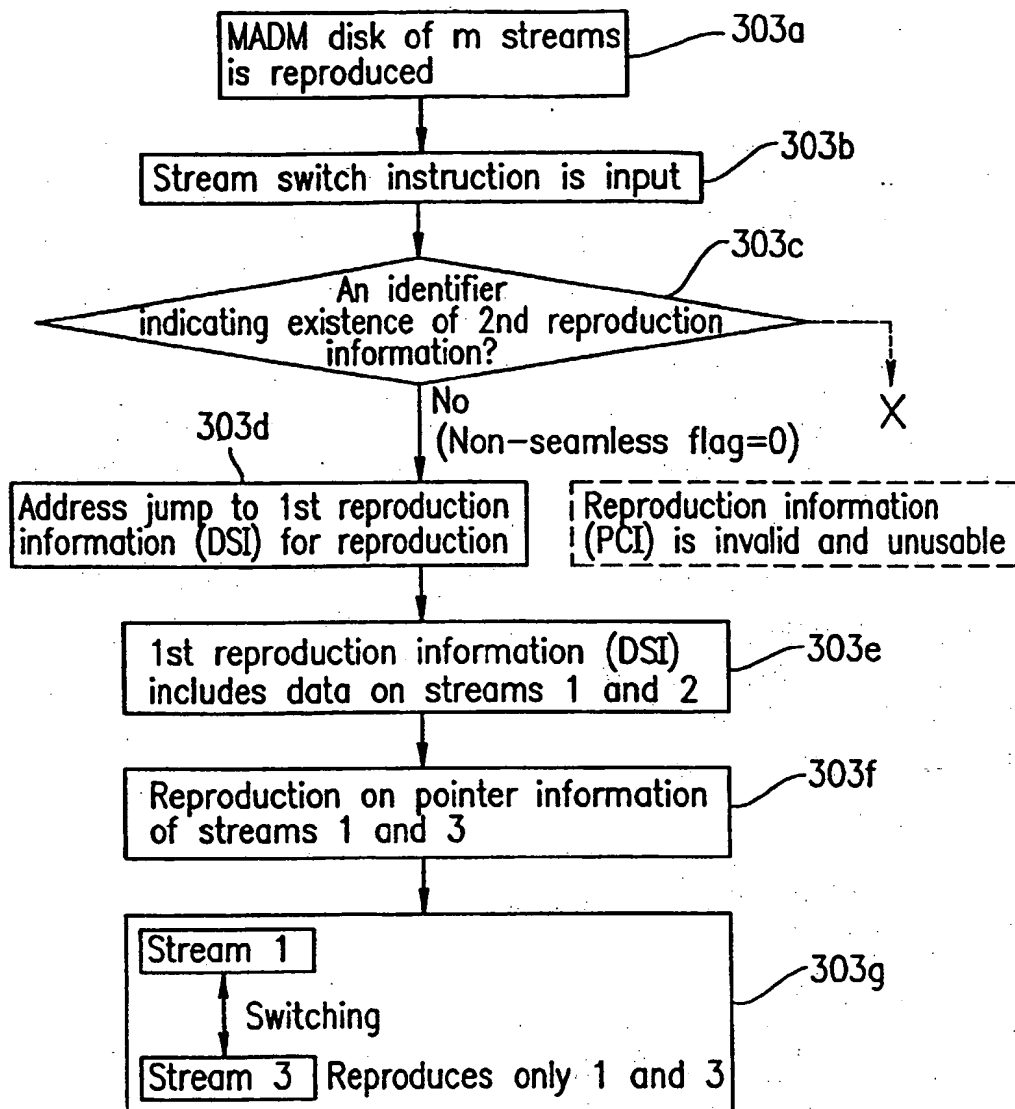 MADM disk of m streams
is reproduced
303a
Stream switch instruction is input
303b
303c
An identifier
indicating existence of 2nd reproduction
information?
X
No
(Non-seamless flag=0)
303d
Address jump to 1st reproduction
information (DSI) for reproduction
Reproduction information
(PCI) is invalid and unusable
1st reproduction information (DSI)
includes data on streams 1 and 2
303e
Reproduction on pointer information
of streams 1 and 3
303f
Stream 1
Switching
Stream 3 Reproduces only 1 and 3
303g